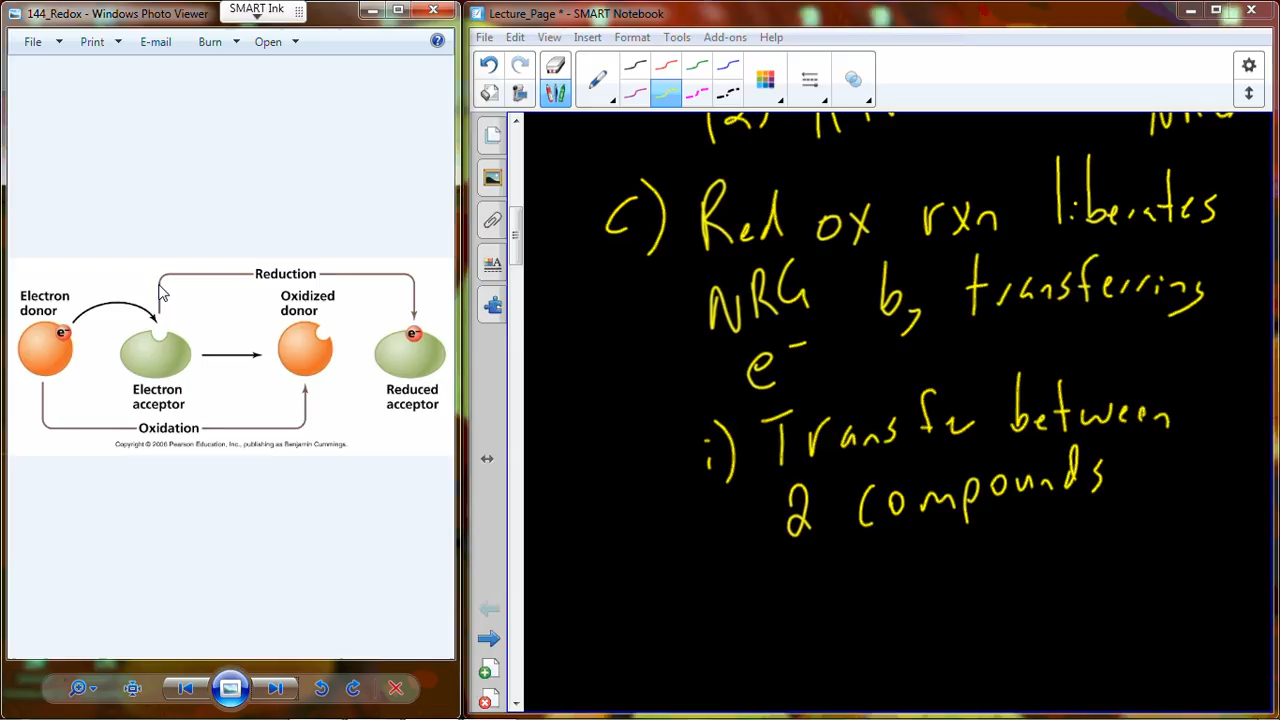 144_Redox - Windows Photo Viewer
SMART Ink
File Print E-mail Burn Open
Reduction
Electron
donor
Oxidized
donor
e⁻
e⁻
Electron
acceptor
Reduced
acceptor
Oxidation
Copyright © 2006 Pearson Education, Inc., publishing as Benjamin Cummings.
Lecture_Page * - SMART Notebook
File Edit View Insert Format Tools Add-ons Help
c) Red ox rxn liberates
NRG by transferring
e⁻
i) Transfer between
2 compounds